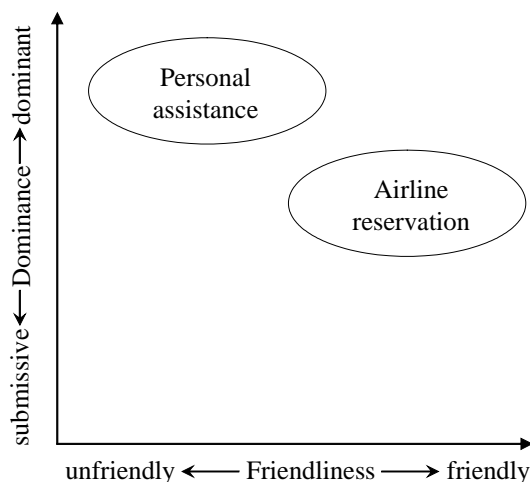 Personal
assistance
Airline
reservation
submissive
Dominance
dominant
unfriendly
Friendliness
friendly